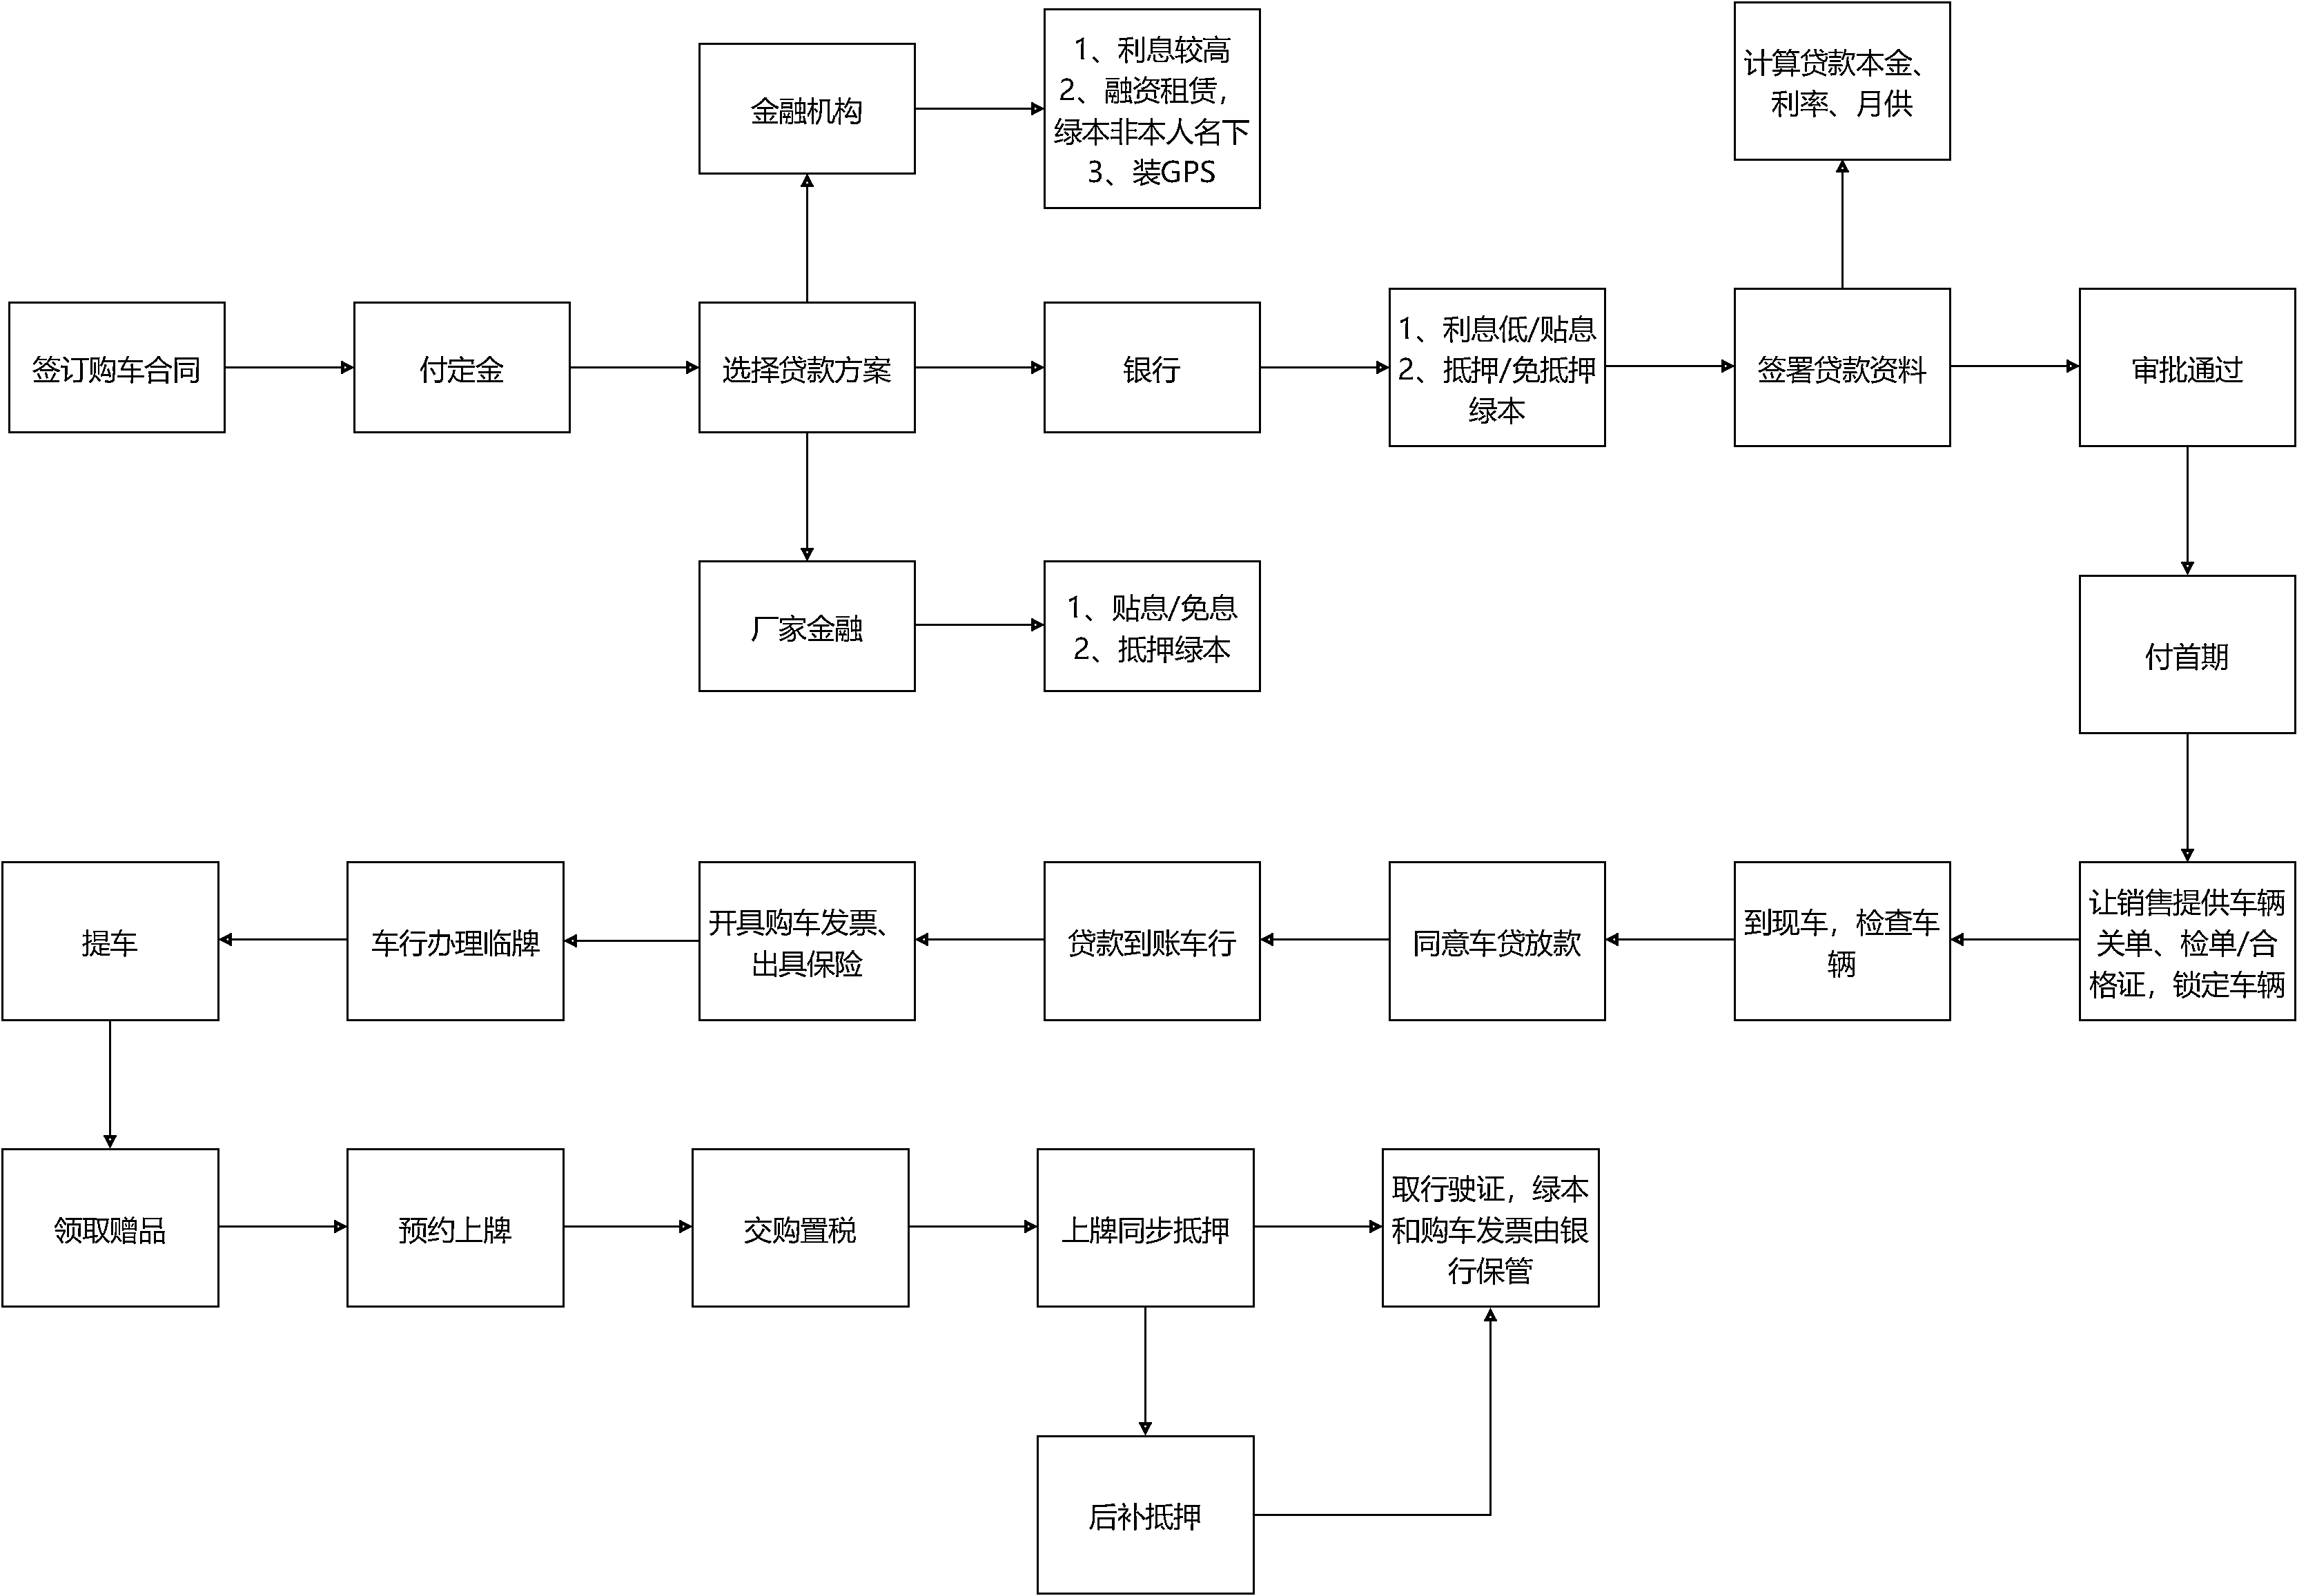 金融机构
1、利息较高
2、融资租赁，
绿本非本人名下
3、装GPS
计算贷款本金、
利率、月供
签订购车合同
付定金
选择贷款方案
银行
1、利息低/贴息
2、抵押/免抵押
绿本
签署贷款资料
审批通过
厂家金融
1、贴息/免息
2、抵押绿本
付首期
让销售提供车辆
关单、检单/合
格证，锁定车辆
到现车，检查车
辆
同意车贷放款
贷款到账车行
开具购车发票、
出具保险
车行办理临牌
提车
领取赠品
预约上牌
交购置税
上牌同步抵押
取行驶证，绿本
和购车发票由银
行保管
后补抵押